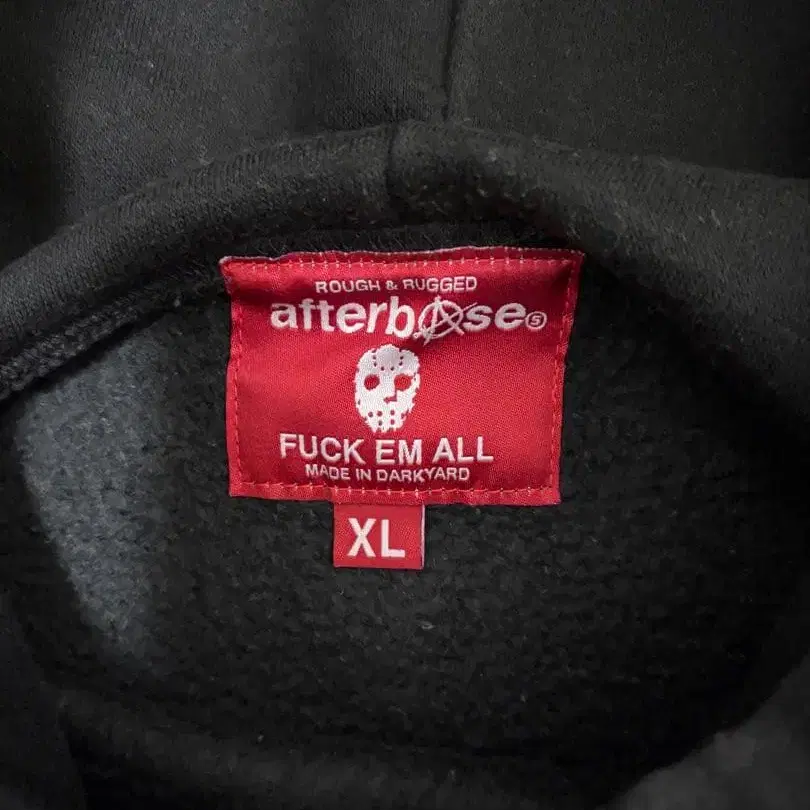 ROUGH & RUGGED
afterbase Ⓢ
FUCK EM ALL
MADE IN DARKYARD
XL